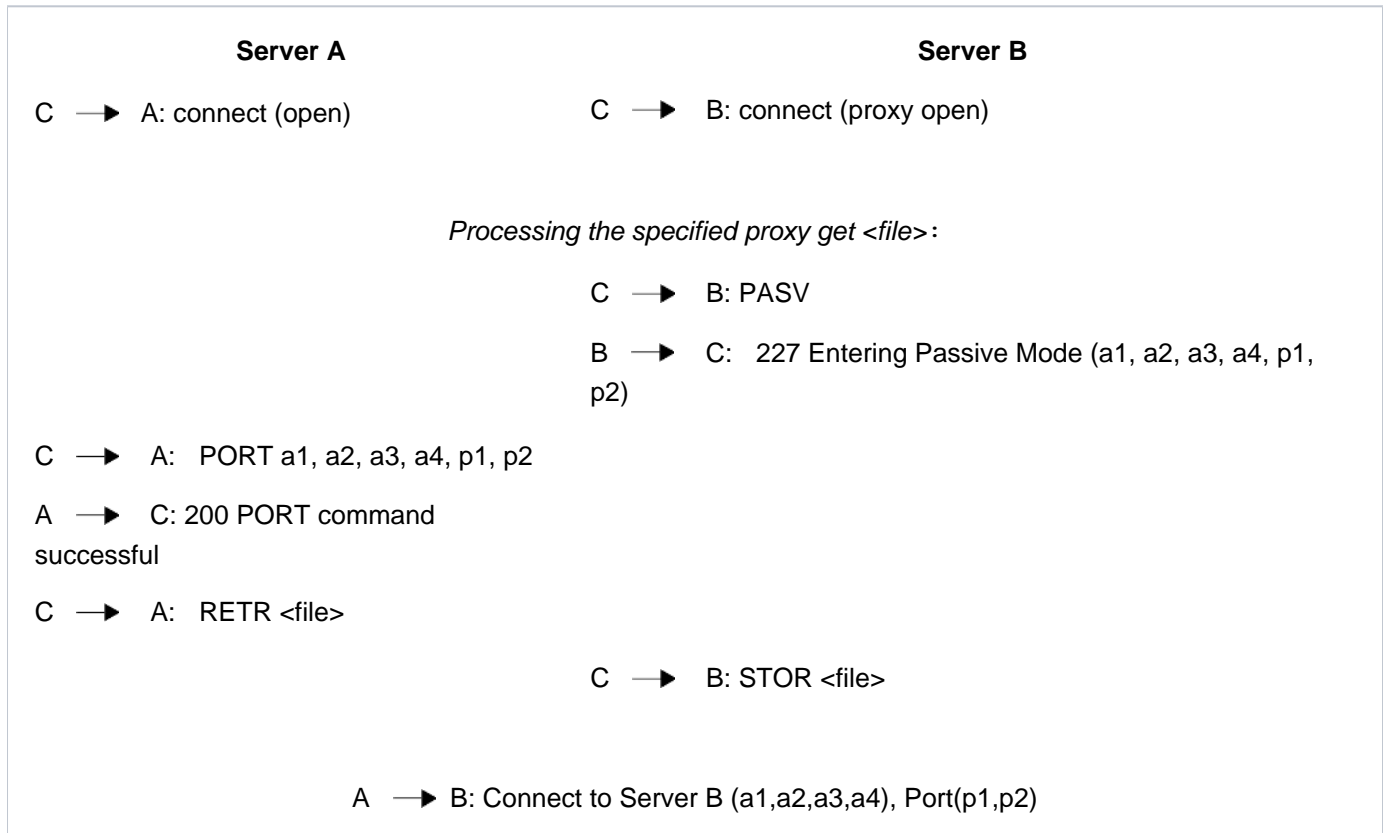 Server A
Server B
C → A: connect (open)
C → B: connect (proxy open)
Processing the specified proxy get <file>:
C → B: PASV
B → C: 227 Entering Passive Mode (a1, a2, a3, a4, p1,
p2)
C → A: PORT a1, a2, a3, a4, p1, p2
A → C: 200 PORT command
successful
C → A: RETR <file>
C → B: STOR <file>
A → B: Connect to Server B (a1,a2,a3,a4), Port(p1,p2)